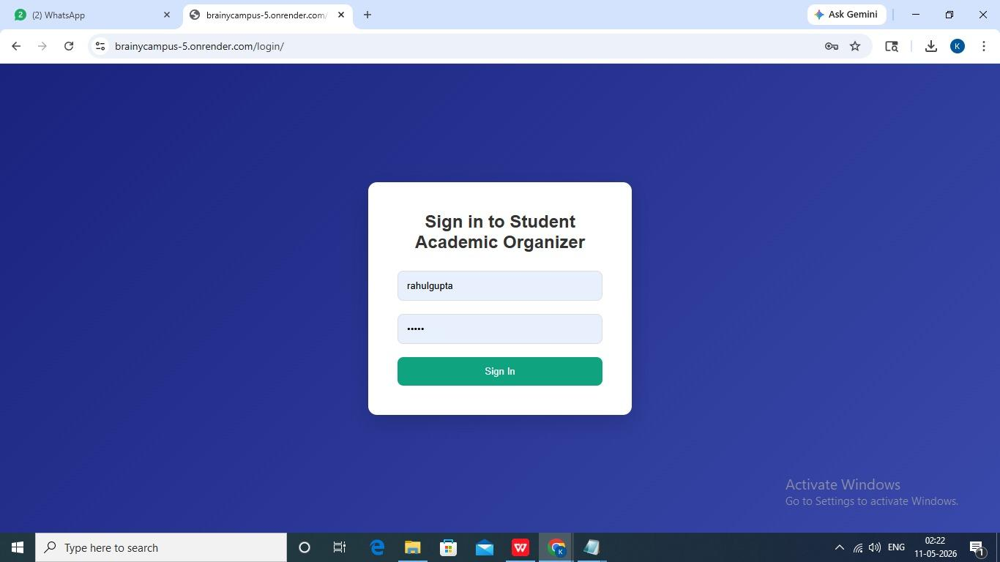 2
(2) WhatsApp
brainycampus-5.onrender.com/
Ask Gemini
brainycampus-5.onrender.com/login/
K
Sign in to Student
Academic Organizer
rahulgupta
•••••
Sign In
Activate Windows
Go to Settings to activate Windows.
Type here to search
W
K
ENG
02:22
11-05-2026
1